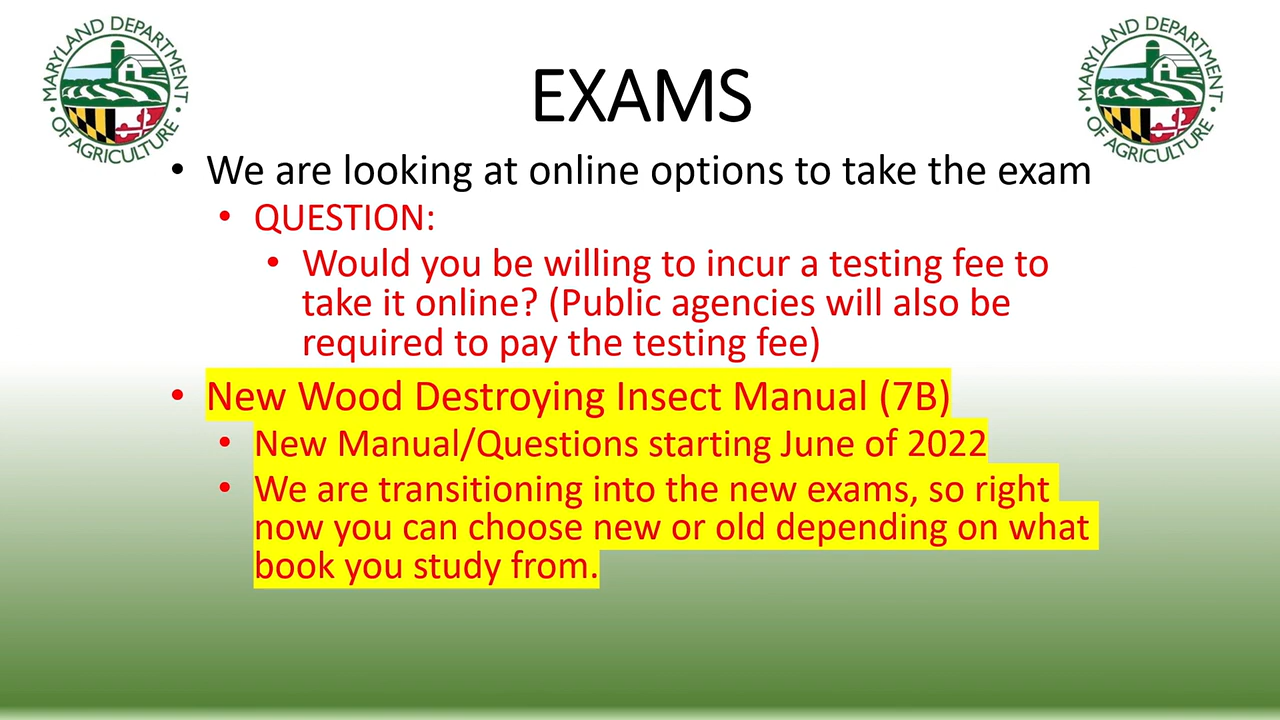 MARYLAND DEPARTMENT
OF AGRICULTURE
MARYLAND DEPARTMENT
OF AGRICULTURE
EXAMS
• We are looking at online options to take the exam
• QUESTION:
• Would you be willing to incur a testing fee to
take it online? (Public agencies will also be
required to pay the testing fee)
• New Wood Destroying Insect Manual (7B)
• New Manual/Questions starting June of 2022
• We are transitioning into the new exams, so right
now you can choose new or old depending on what
book you study from.